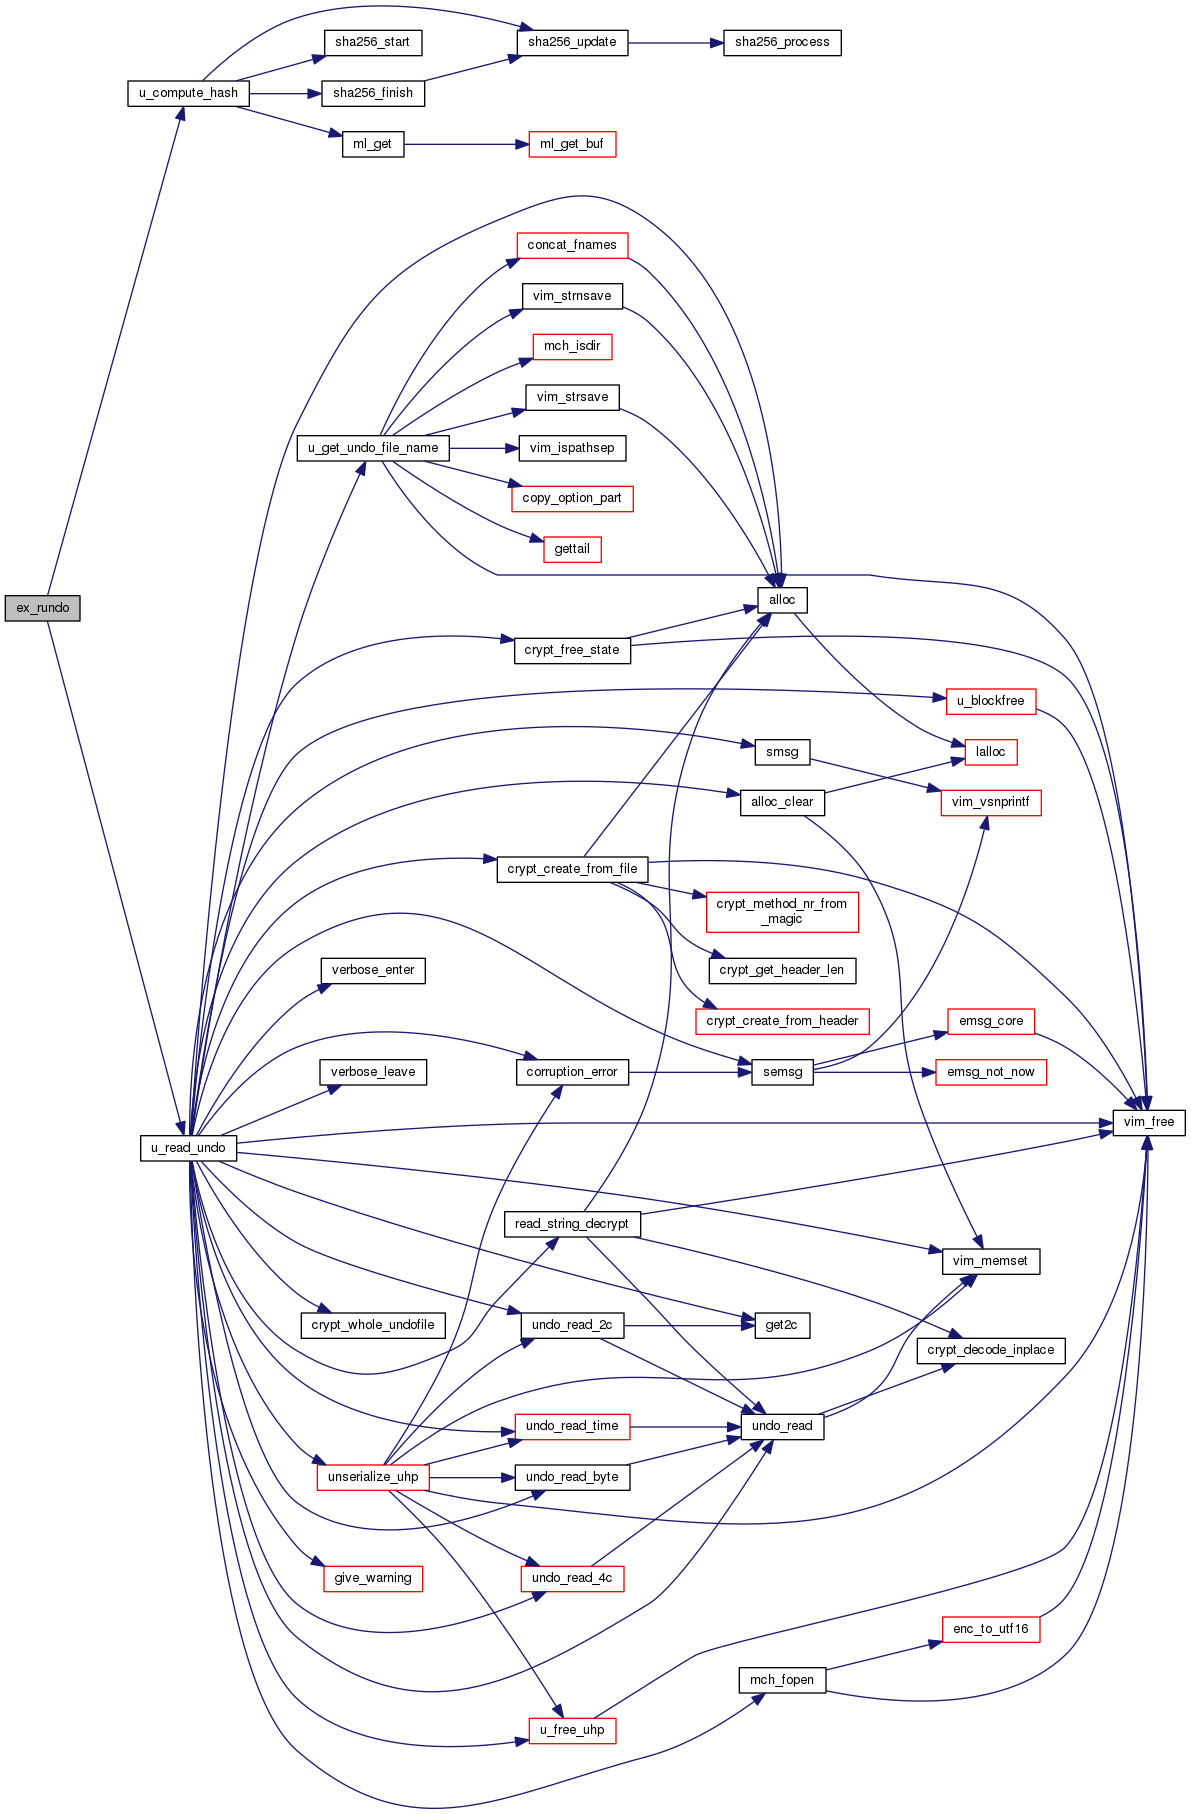 sha256_start
sha256_update
sha256_process
u_compute_hash
sha256_finish
ml_get
ml_get_buf
concat_fnames
vim_strnsave
mch_isdir
vim_strsave
u_get_undo_file_name
vim_ispathsep
copy_option_part
gettail
alloc
ex_rundo
crypt_free_state
u_blockfree
smsg
lalloc
alloc_clear
vim_vsnprintf
crypt_create_from_file
crypt_method_nr_from
_magic
verbose_enter
crypt_get_header_len
crypt_create_from_header
emsg_core
verbose_leave
corruption_error
semsg
emsg_not_now
vim_free
u_read_undo
read_string_decrypt
vim_memset
crypt_whole_undofile
undo_read_2c
get2c
crypt_decode_inplace
undo_read_time
undo_read
unserialize_uhp
undo_read_byte
give_warning
undo_read_4c
enc_to_utf16
mch_fopen
u_free_uhp